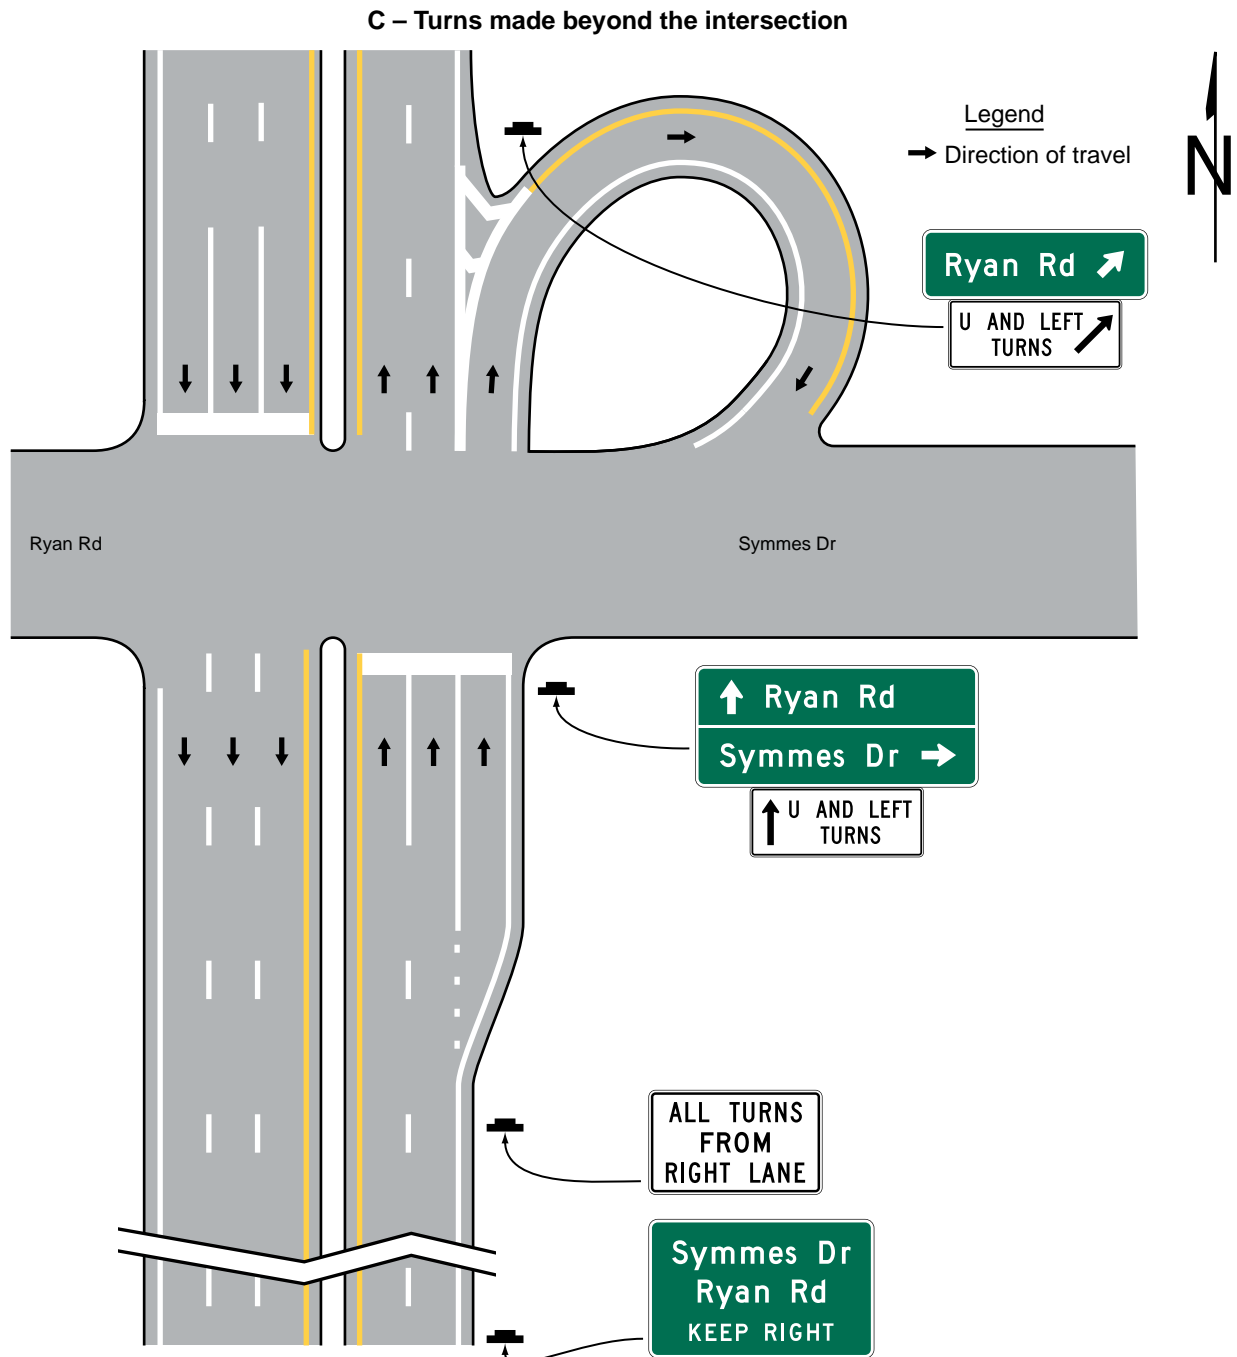 C – Turns made beyond the intersection
Legend
Direction of travel
N
Ryan Rd
U AND LEFT
TURNS
Ryan Rd
Symmes Dr
Ryan Rd
Symmes Dr
U AND LEFT
TURNS
ALL TURNS
FROM
RIGHT LANE
Symmes Dr
Ryan Rd
KEEP RIGHT